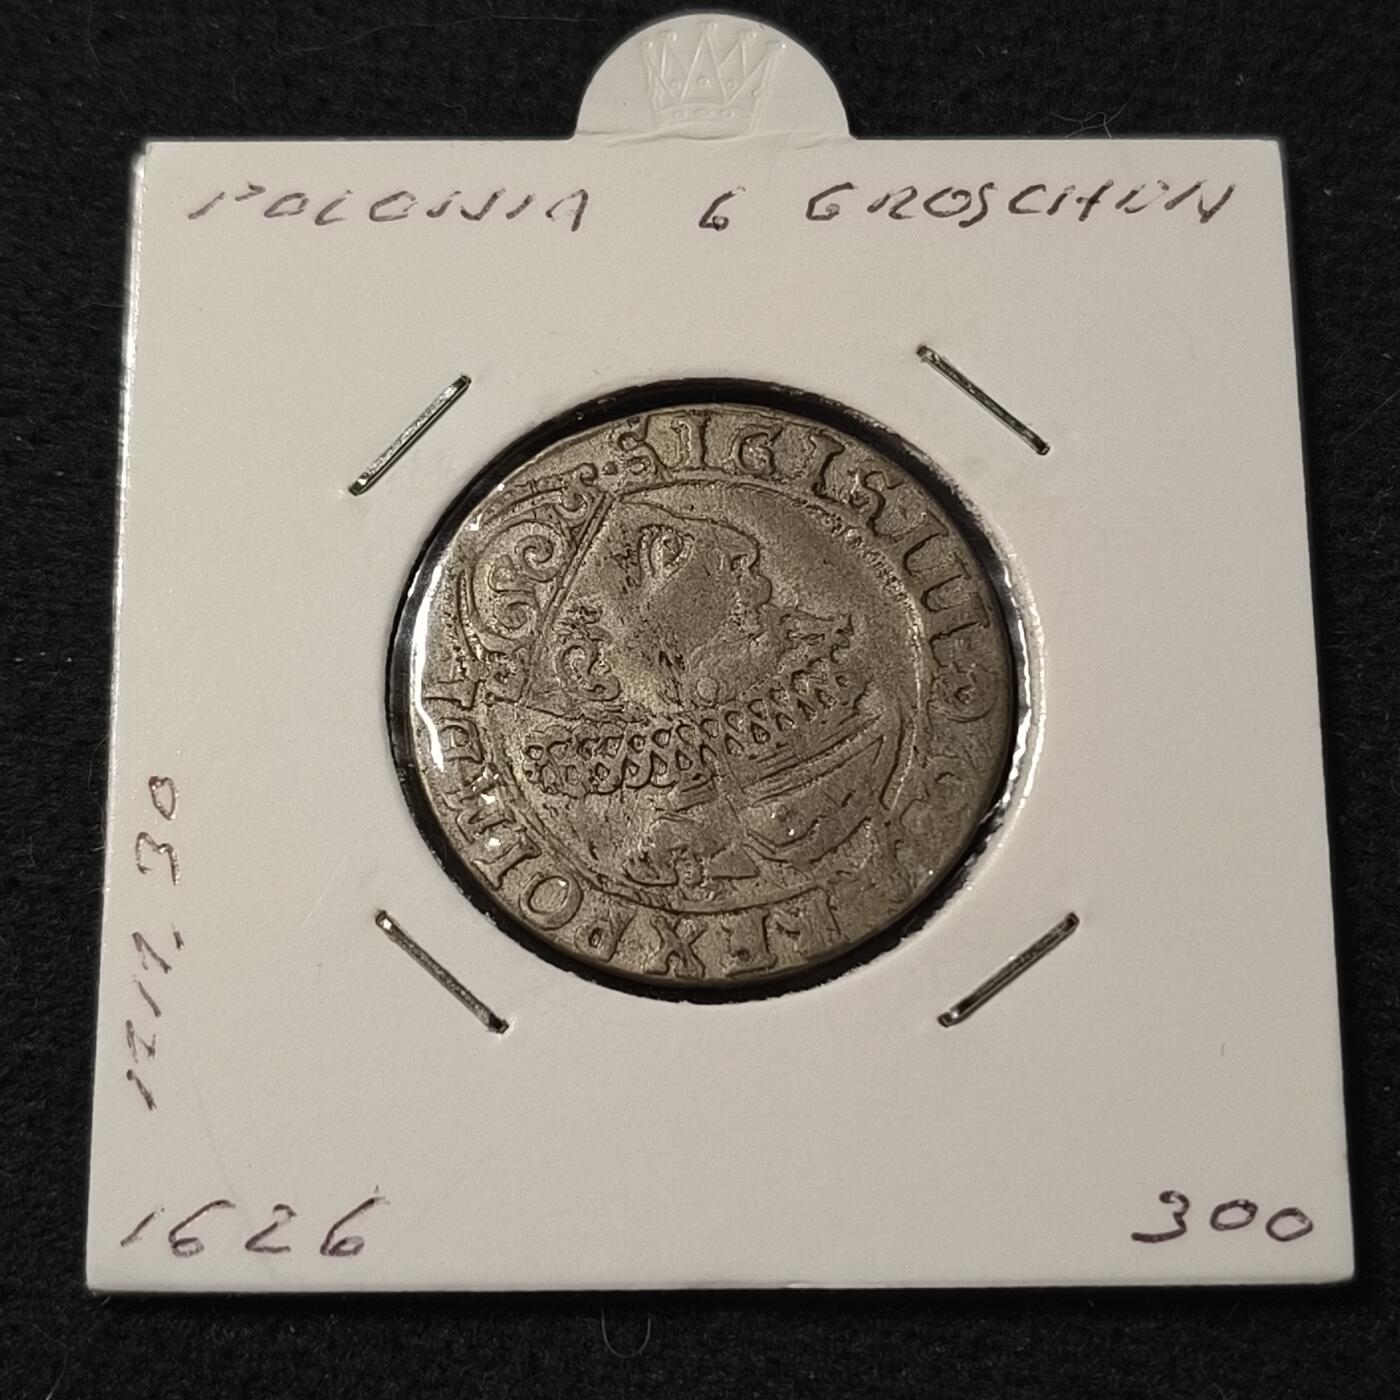 POLONIA 6 GROSCHEN
·SIGIS·III·D·
REX POL·M·D·L
1626
300